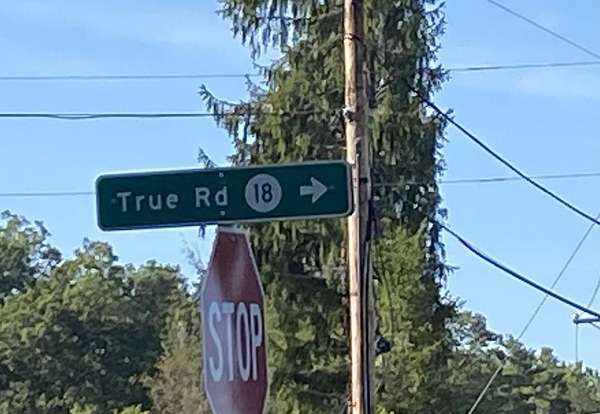 True Rd 18 →
STOP